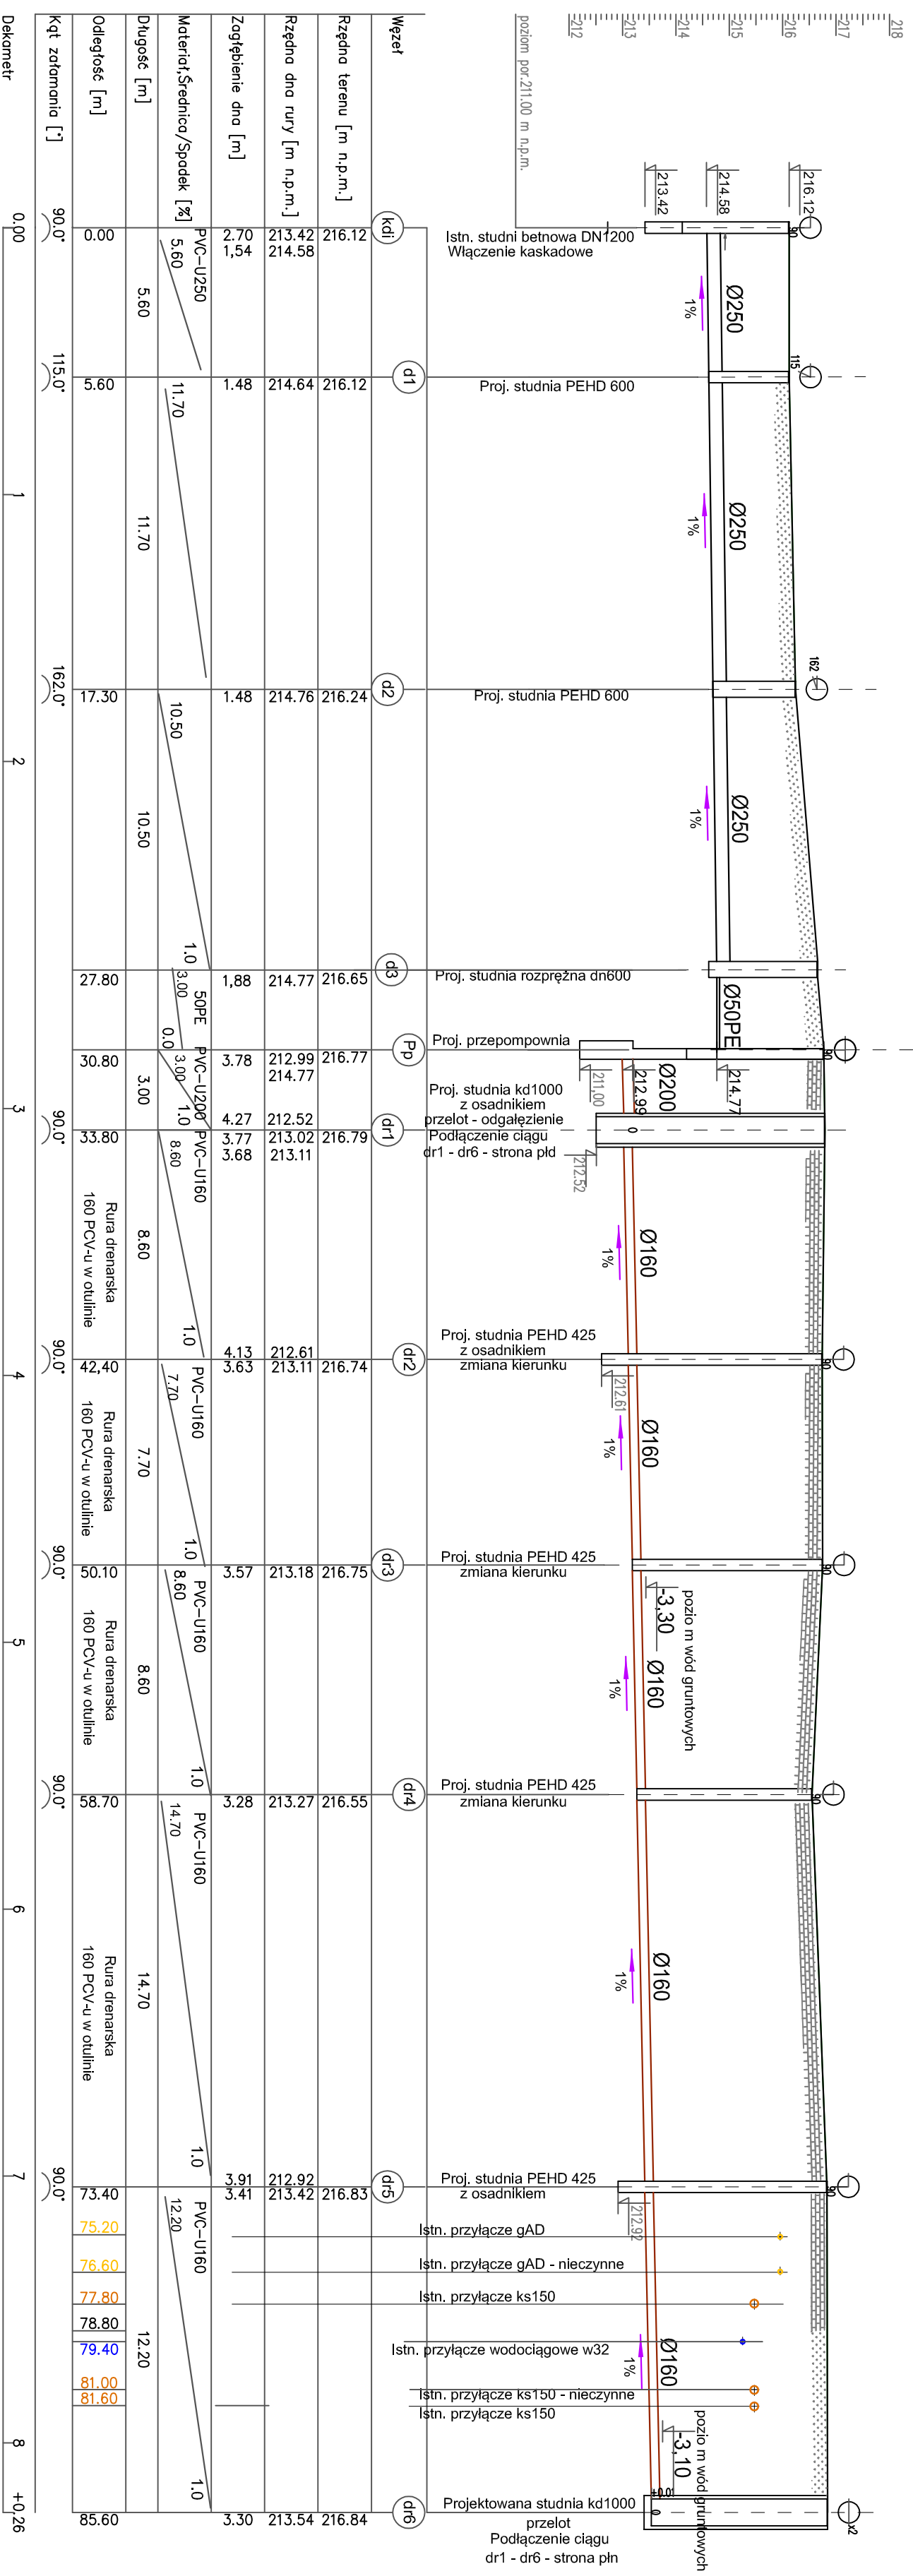 218
217
216
215
214
213
212
poziom por.211.00 m n.p.m.
216.12
214.58
213.42
90
115
162
90
90
90
90
90
x2
Ø250
1%
Ø250
1%
Ø250
1%
Ø50PE
214.77
Ø200
212.99
211,00
0
212.52
Ø160
1%
212.61
Ø160
1%
pozio m wód gruntowych
-3,30
Ø160
1%
Ø160
1%
212.92
Ø160
1%
pozio m wód gruntowych
-3,10
+0.01
0
Istn. studni betnowa DN1200
Włączenie kaskadowe
Proj. studnia PEHD 600
Proj. studnia PEHD 600
Proj. studnia rozprężna dn600
Proj. przepompownia
Proj. studnia kd1000
z osadnikiem
przelot - odgałęzienie
Podłączenie ciągu
dr1 - dr6 - strona płd
Proj. studnia PEHD 425
z osadnikiem
zmiana kierunku
Proj. studnia PEHD 425
zmiana kierunku
Proj. studnia PEHD 425
zmiana kierunku
Proj. studnia PEHD 425
z osadnikiem
Istn. przyłącze gAD
Istn. przyłącze gAD - nieczynne
Istn. przyłącze ks150
Istn. przyłącze wodociągowe w32
Istn. przyłącze ks150 - nieczynne
Istn. przyłącze ks150
Projektowana studnia kd1000
przelot
Podłączenie ciągu
dr1 - dr6 - strona płn
Węzeł kdi d1 d2 d3 Pp dr1 dr2 dr3 dr4 dr5 dr6
Rzędna terenu [m n.p.m.] 216.12 216.12 216.24 216.65 216.77 216.79 216.74 216.75 216.55 216.83 216.84
Rzędna dna rury [m n.p.m.] 213.42 214.58 214.64 214.76 214.77 212.99 214.77 212.52 213.02 213.11 212.61 213.11 213.18 213.27 212.92 213.42 213.54
Zagłębienie dna [m] 2.70 1,54 1.48 1.48 1,88 3.78 4.27 3.77 3.68 4.13 3.63 3.57 3.28 3.91 3.41 3.30
Materiał,Średnica/Spadek [%]
PVC-U250
5.60
11.70
10.50
1.0
50PE
3.00
0.0
PVC-U200
3.00
1.0
PVC-U160
8.60
1.0
PVC-U160
7.70
1.0
PVC-U160
8.60
1.0
PVC-U160
14.70
1.0
PVC-U160
12.20
1.0
Długość [m] 5.60 11.70 10.50 3.00 8.60 7.70 8.60 14.70 12.20
Odległość [m] 0.00 5.60 17.30 27.80 30.80 33.80 42,40 50.10 58.70 73.40 75.20 76.60 77.80 78.80 79.40 81.00 81.60 85.60
Rura drenarska
160 PCV-u w otulinie
Rura drenarska
160 PCV-u w otulinie
Rura drenarska
160 PCV-u w otulinie
Rura drenarska
160 PCV-u w otulinie
Kąt załamania [°] 90.0° 115.0° 162.0° 90.0° 90.0° 90.0° 90.0° 90.0°
Dekametr 0.00 1 2 3 4 5 6 7 8 +0.26